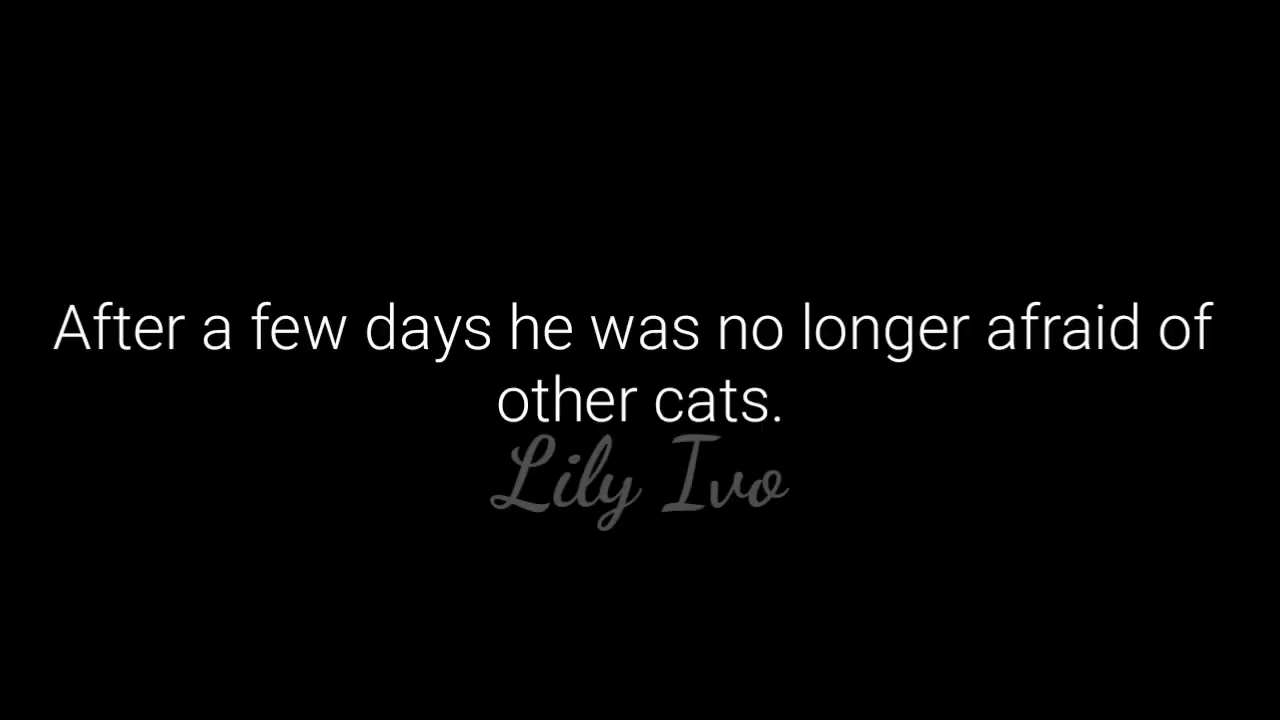 After a few days he was no longer afraid of
other cats.
Lily Ivo